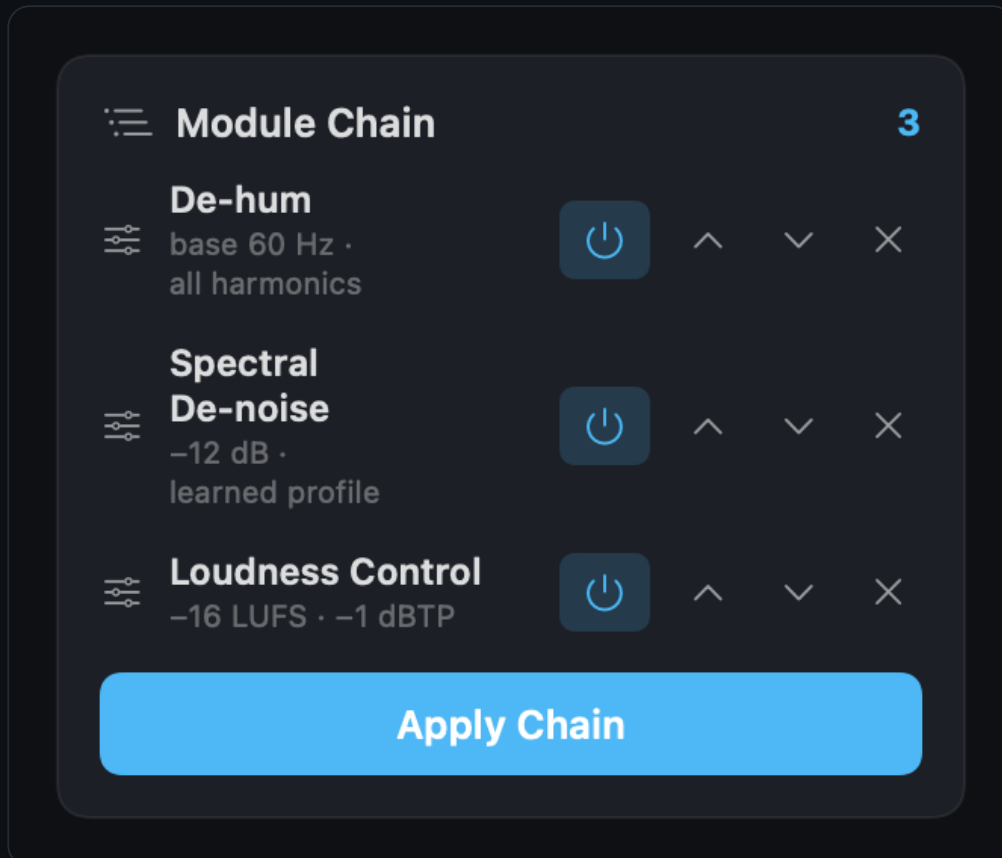 Module Chain
3
De-hum
base 60 Hz ·
all harmonics
Spectral
De-noise
–12 dB ·
learned profile
Loudness Control
–16 LUFS · –1 dBTP
Apply Chain